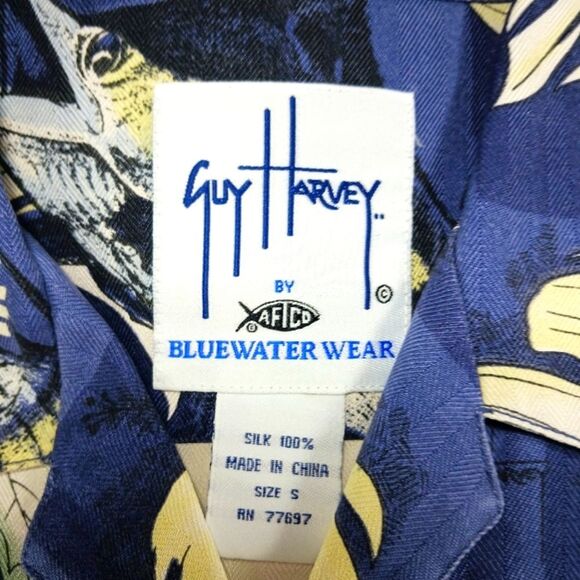 GUY HARVEY
BY
AFTCO
BLUEWATER WEAR
SILK 100%
MADE IN CHINA
SIZE S
RN 77697